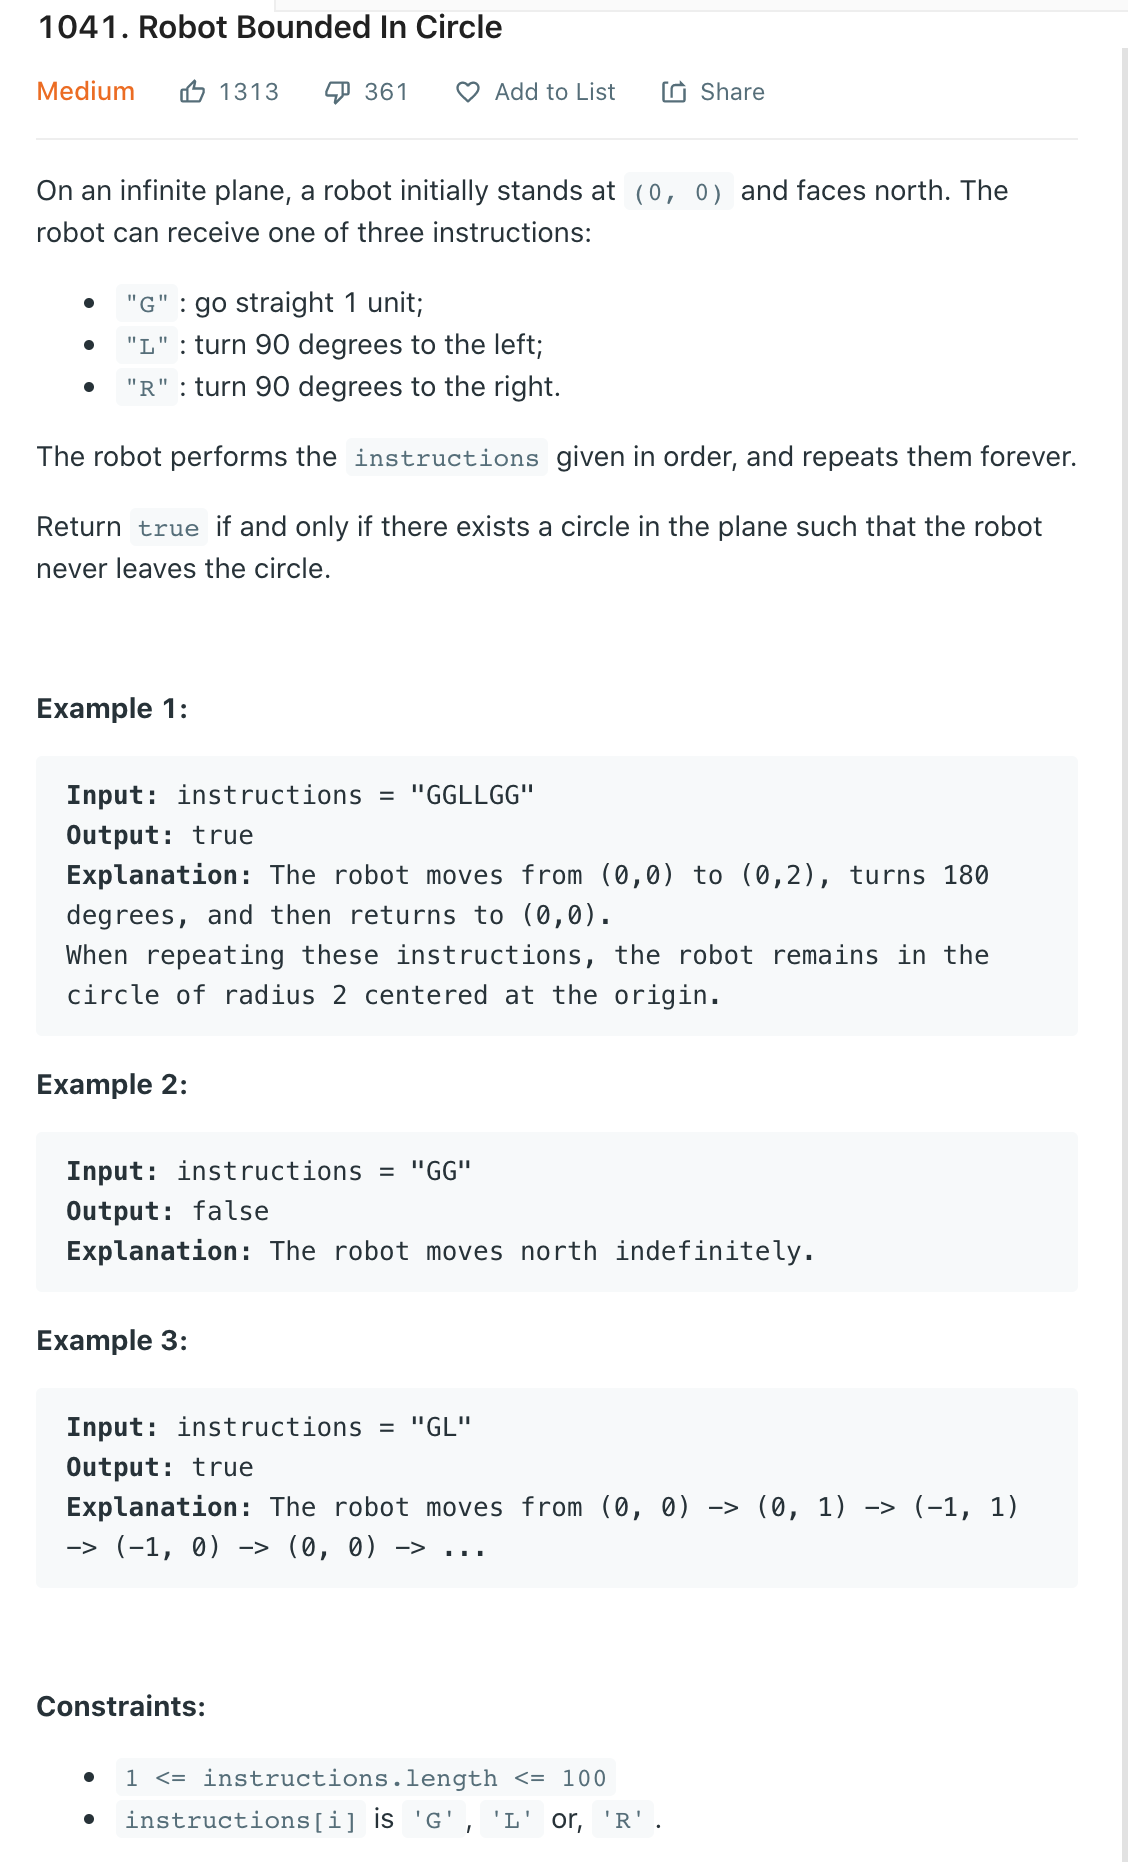 1041. Robot Bounded In Circle
Medium 1313 361 Add to List Share
On an infinite plane, a robot initially stands at (0, 0) and faces north. The
robot can receive one of three instructions:
• "G" : go straight 1 unit;
• "L" : turn 90 degrees to the left;
• "R" : turn 90 degrees to the right.
The robot performs the instructions given in order, and repeats them forever.
Return true if and only if there exists a circle in the plane such that the robot
never leaves the circle.
Example 1:
Input: instructions = "GGLLGG"
Output: true
Explanation: The robot moves from (0,0) to (0,2), turns 180
degrees, and then returns to (0,0).
When repeating these instructions, the robot remains in the
circle of radius 2 centered at the origin.
Example 2:
Input: instructions = "GG"
Output: false
Explanation: The robot moves north indefinitely.
Example 3:
Input: instructions = "GL"
Output: true
Explanation: The robot moves from (0, 0) -> (0, 1) -> (-1, 1)
-> (-1, 0) -> (0, 0) -> ...
Constraints:
• 1 <= instructions.length <= 100
• instructions[i] is 'G' , 'L' or, 'R' .